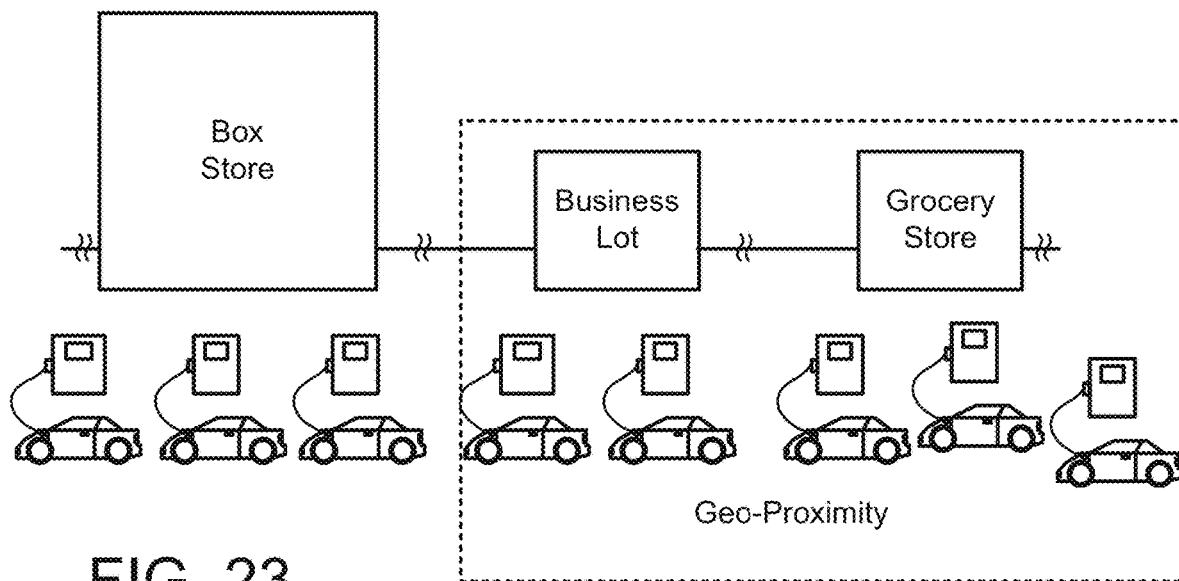 Box
Store
Business
Lot
Grocery
Store
Geo-Proximity
FIG. 23